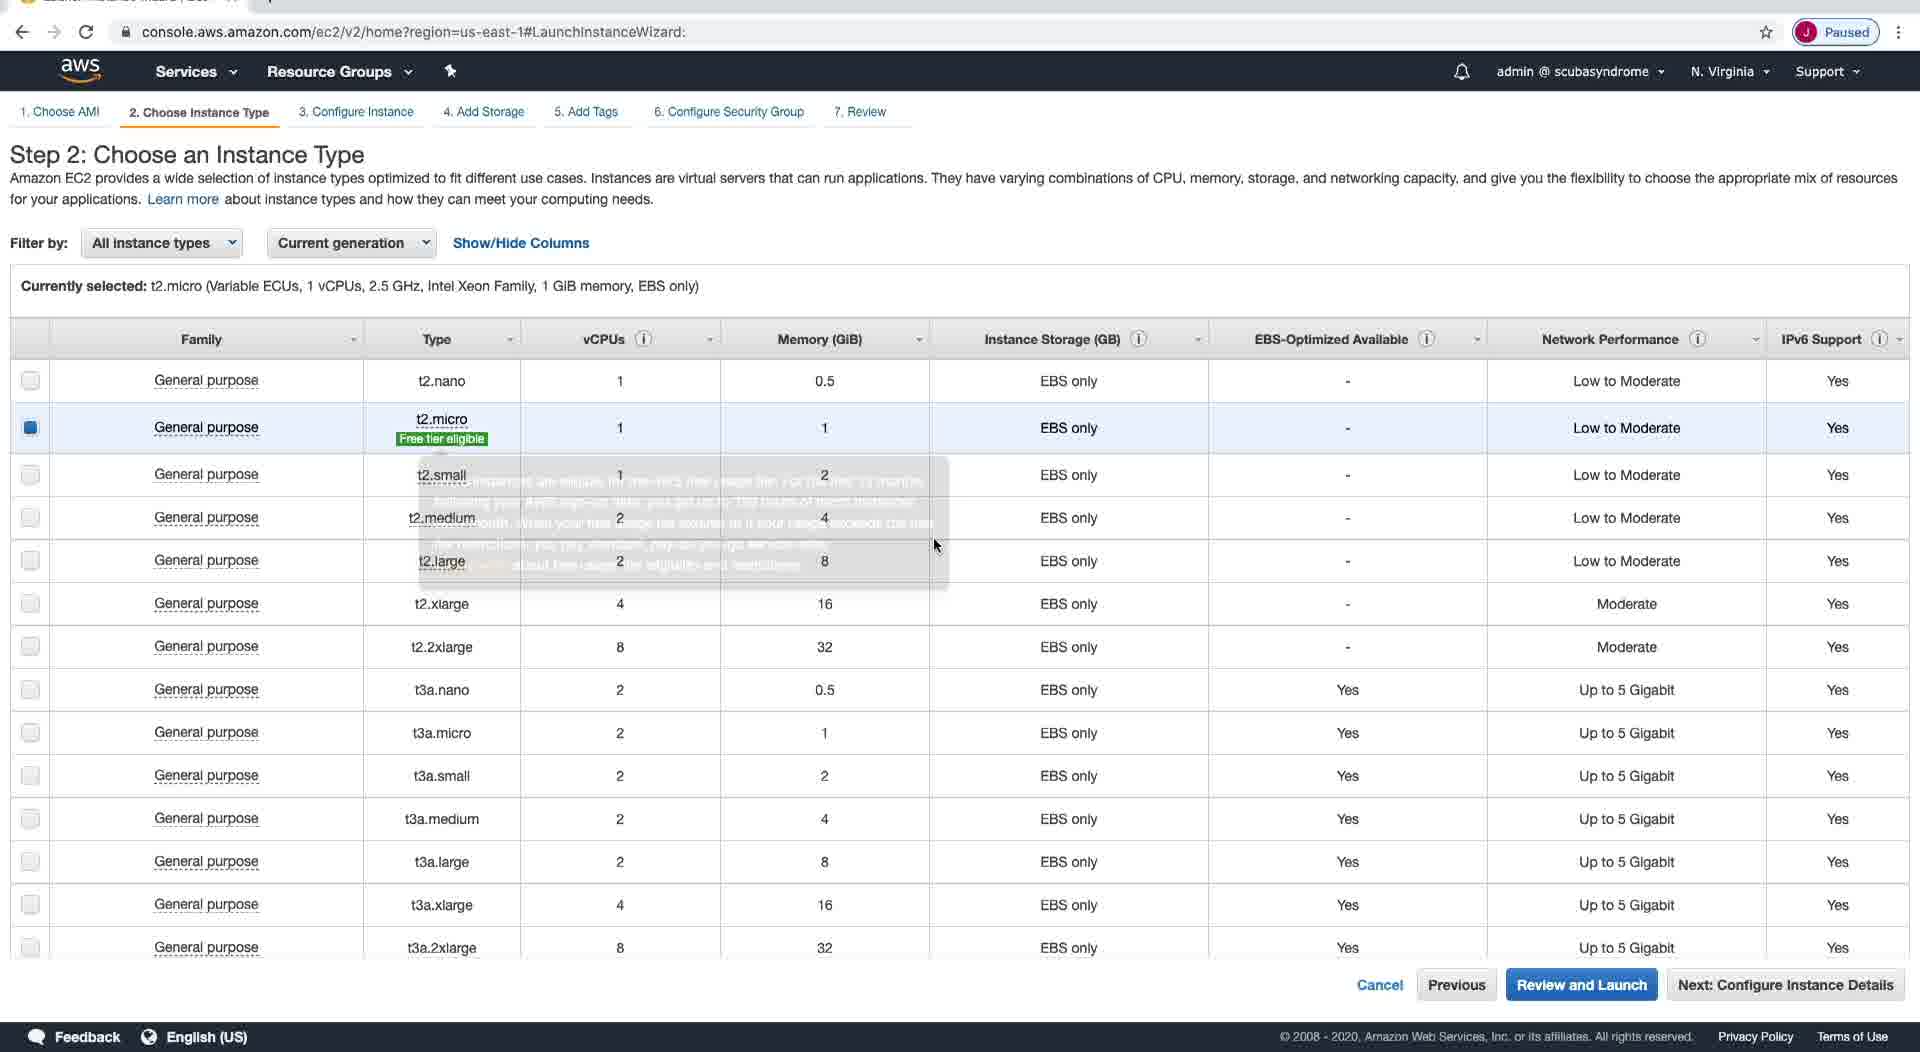 console.aws.amazon.com/ec2/v2/home?region=us-east-1#LaunchInstanceWizard:
J Paused
aws Services Resource Groups admin @ scubasyndrome N. Virginia Support
1. Choose AMI 2. Choose Instance Type 3. Configure Instance 4. Add Storage 5. Add Tags 6. Configure Security Group 7. Review
Step 2: Choose an Instance Type
Amazon EC2 provides a wide selection of instance types optimized to fit different use cases. Instances are virtual servers that can run applications. They have varying combinations of CPU, memory, storage, and networking capacity, and give you the flexibility to choose the appropriate mix of resources
for your applications. Learn more about instance types and how they can meet your computing needs.
Filter by: All instance types Current generation Show/Hide Columns
Currently selected: t2.micro (Variable ECUs, 1 vCPUs, 2.5 GHz, Intel Xeon Family, 1 GiB memory, EBS only)
Family Type vCPUs i Memory (GiB) Instance Storage (GB) i EBS-Optimized Available i Network Performance i IPv6 Support i
General purpose t2.nano 1 0.5 EBS only - Low to Moderate Yes
General purpose t2.micro 1 1 EBS only - Low to Moderate Yes
Free tier eligible
General purpose t2.small 1 2 EBS only - Low to Moderate Yes
General purpose t2.medium 2 4 EBS only - Low to Moderate Yes
General purpose t2.large 2 8 EBS only - Low to Moderate Yes
General purpose t2.xlarge 4 16 EBS only - Moderate Yes
General purpose t2.2xlarge 8 32 EBS only - Moderate Yes
General purpose t3a.nano 2 0.5 EBS only Yes Up to 5 Gigabit Yes
General purpose t3a.micro 2 1 EBS only Yes Up to 5 Gigabit Yes
General purpose t3a.small 2 2 EBS only Yes Up to 5 Gigabit Yes
General purpose t3a.medium 2 4 EBS only Yes Up to 5 Gigabit Yes
General purpose t3a.large 2 8 EBS only Yes Up to 5 Gigabit Yes
General purpose t3a.xlarge 4 16 EBS only Yes Up to 5 Gigabit Yes
General purpose t3a.2xlarge 8 32 EBS only Yes Up to 5 Gigabit Yes
Cancel Previous Review and Launch Next: Configure Instance Details
Feedback English (US) © 2008 - 2020, Amazon Web Services, Inc. or its affiliates. All rights reserved. Privacy Policy Terms of Use